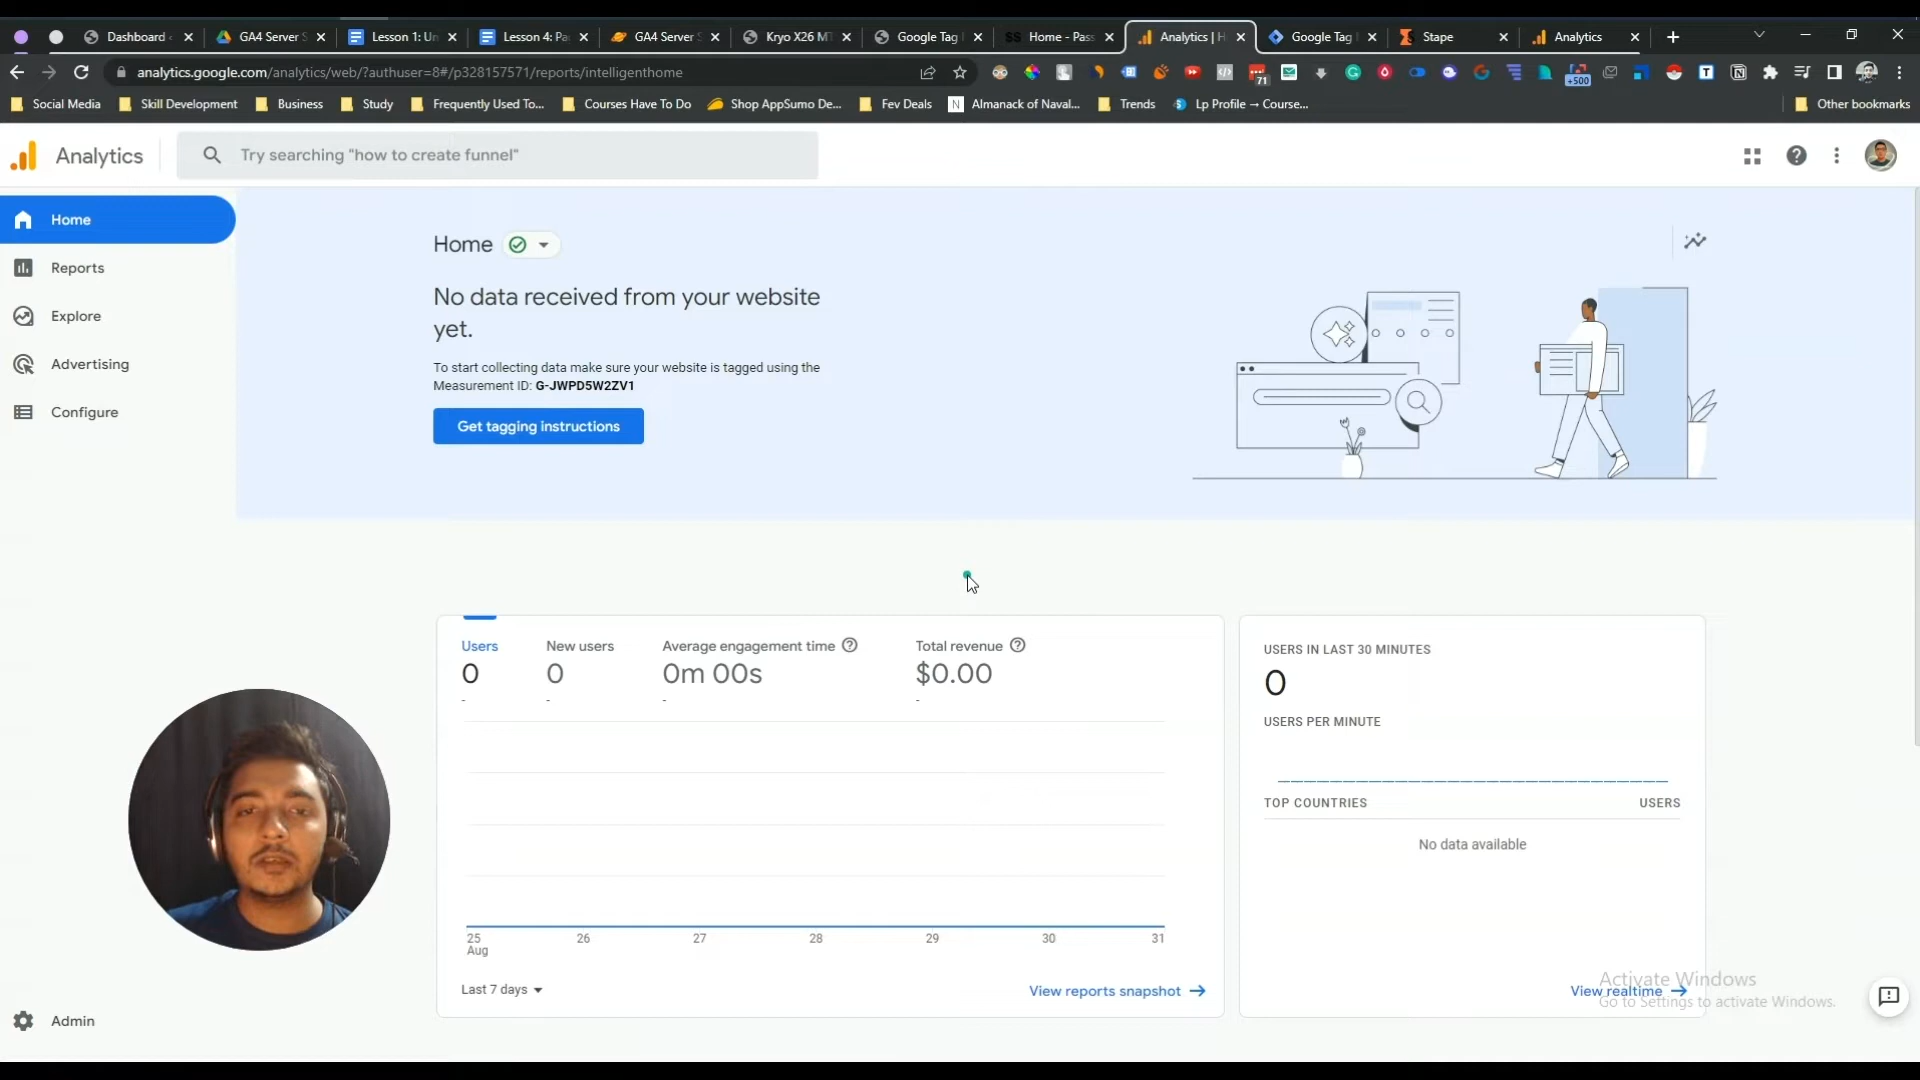 Dashboard
GA4 Server S
Lesson 1: Un
Lesson 4: Pa
GA4 Server S
Kryo X26 MT
Google Tag
SS Home - Pass
Analytics | H
Google Tag
Stape
Analytics
analytics.google.com/analytics/web/?authuser=8#/p328157571/reports/intelligenthome
71
+500
Social Media
Skill Development
Business
Study
Frequently Used To...
Courses Have To Do
Shop AppSumo De...
Fev Deals
Almanack of Naval...
Trends
Lp Profile → Course...
Other bookmarks
Analytics
Try searching "how to create funnel"
Home
Reports
Explore
Advertising
Configure
Admin
Home
No data received from your website
yet.
To start collecting data make sure your website is tagged using the
Measurement ID: G-JWPD5W2ZV1
Get tagging instructions
Users
0
-
New users
0
-
Average engagement time
0m 00s
-
Total revenue
$0.00
-
25
Aug
26
27
28
29
30
31
Last 7 days
View reports snapshot
USERS IN LAST 30 MINUTES
0
USERS PER MINUTE
TOP COUNTRIES
USERS
No data available
View realtime
Activate Windows
Go to Settings to activate Windows.